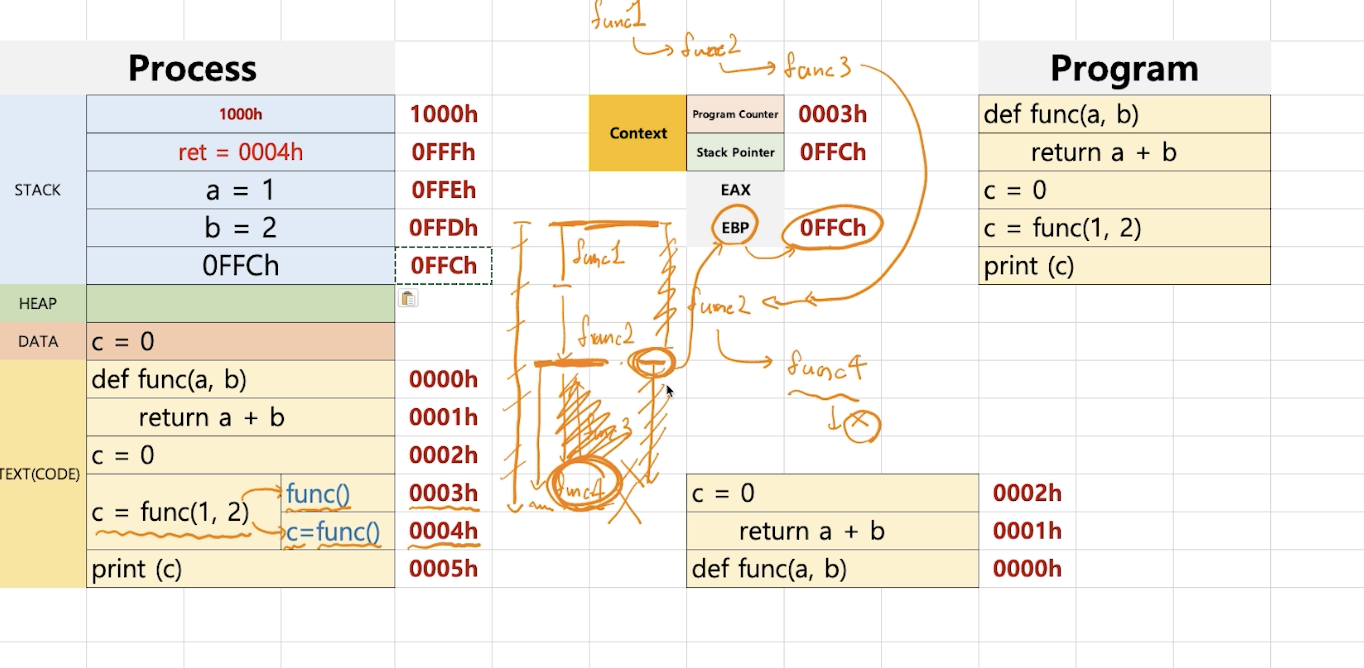 func1
func2
func3
Process
Program
STACK
1000h 1000h
ret = 0004h 0FFFh
a = 1 0FFEh
b = 2 0FFDh
0FFCh 0FFCh
HEAP
DATA
c = 0
TEXT(CODE)
def func(a, b) 0000h
return a + b 0001h
c = 0 0002h
c = func(1, 2)
func() 0003h
c=func() 0004h
print (c) 0005h
Context
Program Counter 0003h
Stack Pointer 0FFCh
EAX
EBP 0FFCh
func1
func2
func3
func4
func2
func4
def func(a, b)
return a + b
c = 0
c = func(1, 2)
print (c)
c = 0 0002h
return a + b 0001h
def func(a, b) 0000h